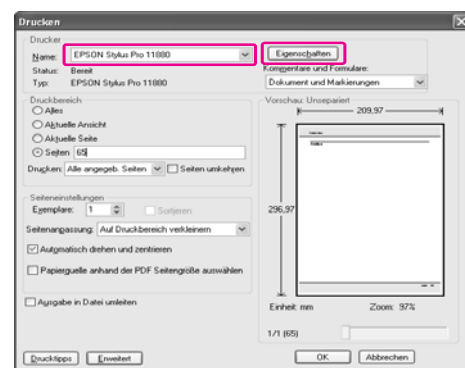 Drucken
Drucker
Name: EPSON Stylus Pro 11880
Eigenschaften
Status: Bereit
Kommentare und Formulare:
Typ: EPSON Stylus Pro 11880
Dokument und Markierungen
Druckbereich
Alles
Aktuelle Ansicht
Aktuelle Seite
Seiten 65
Drucken: Alle angegeb. Seiten Seiten umkehren
Seiteneinstellungen
Exemplare: 1 Sortieren
Seitenanpassung: Auf Druckbereich verkleinern
Automatisch drehen und zentrieren
Papierquelle anhand der PDF Seitengröße auswählen
Ausgabe in Datei umleiten
Vorschau: Unsepariert
209,97
296,97
Einheit: mm Zoom: 97%
1/1 (65)
Drucktipps Erweitert OK Abbrechen